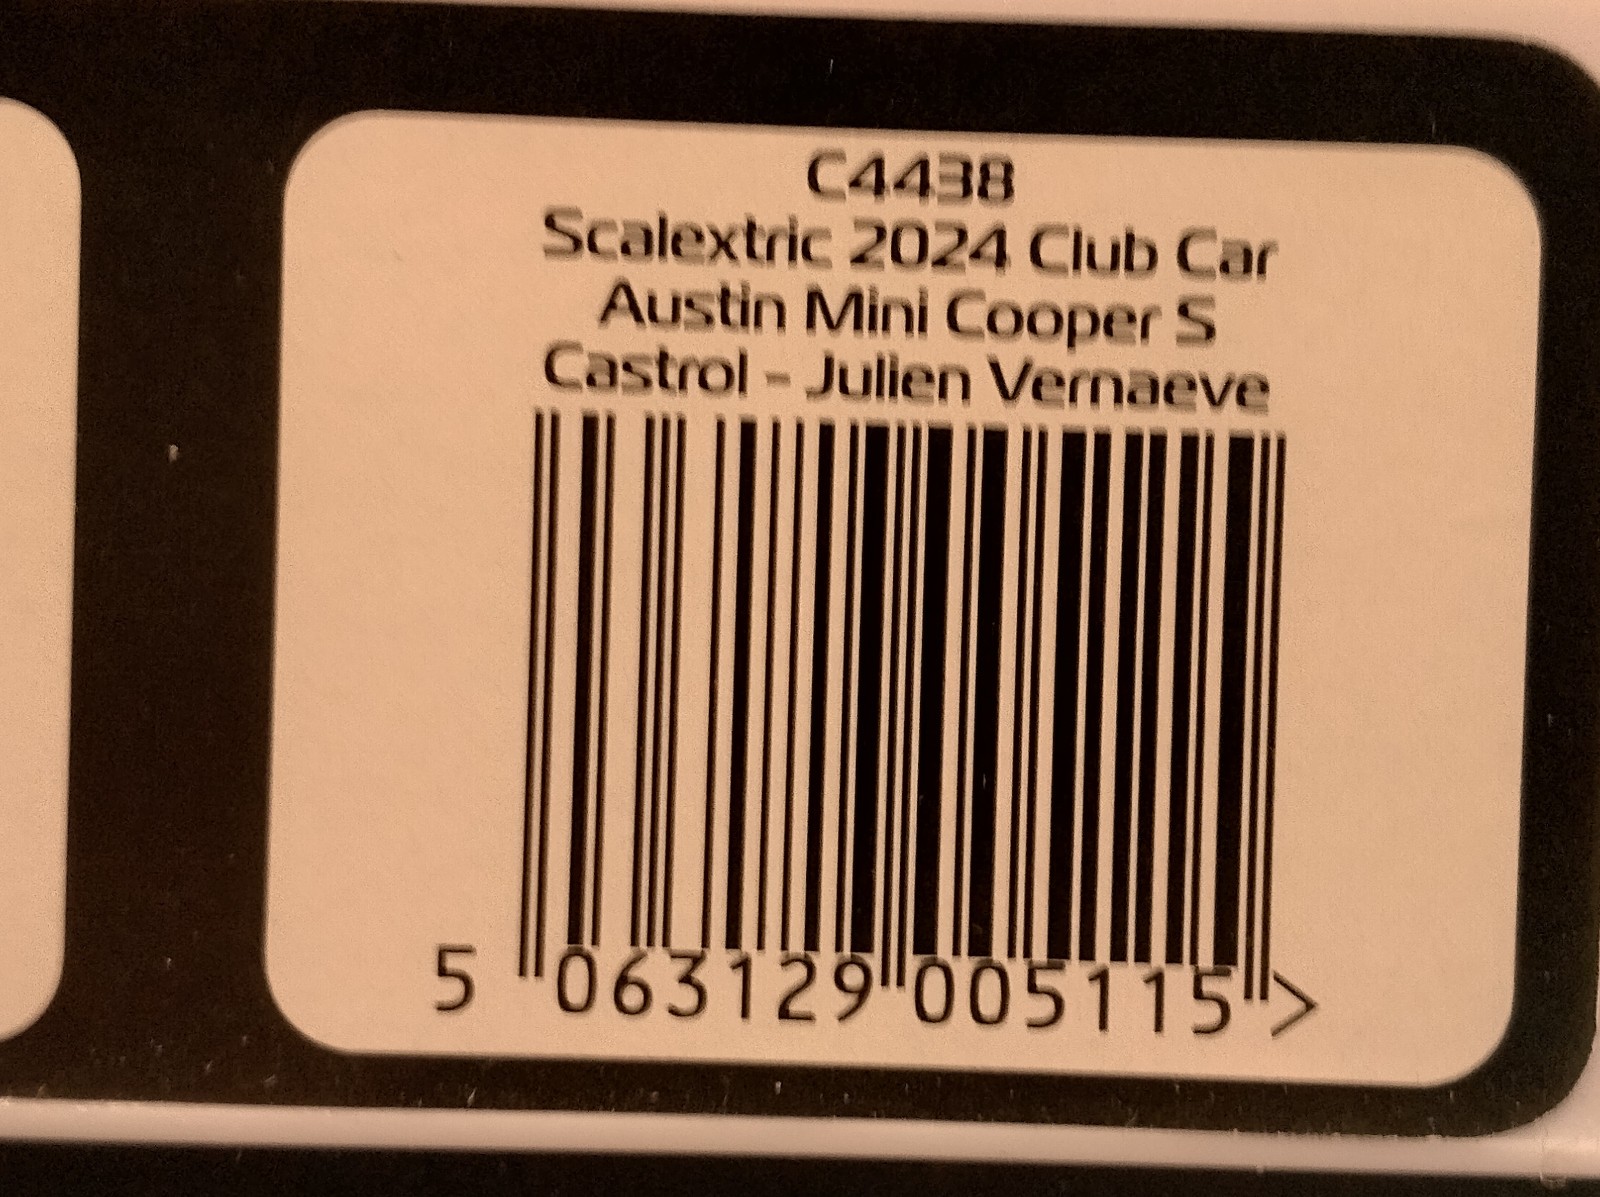 C4438
Scalextric 2024 Club Car
Austin Mini Cooper S
Castrol - Julien Vernaeve
5 063129 005115 >